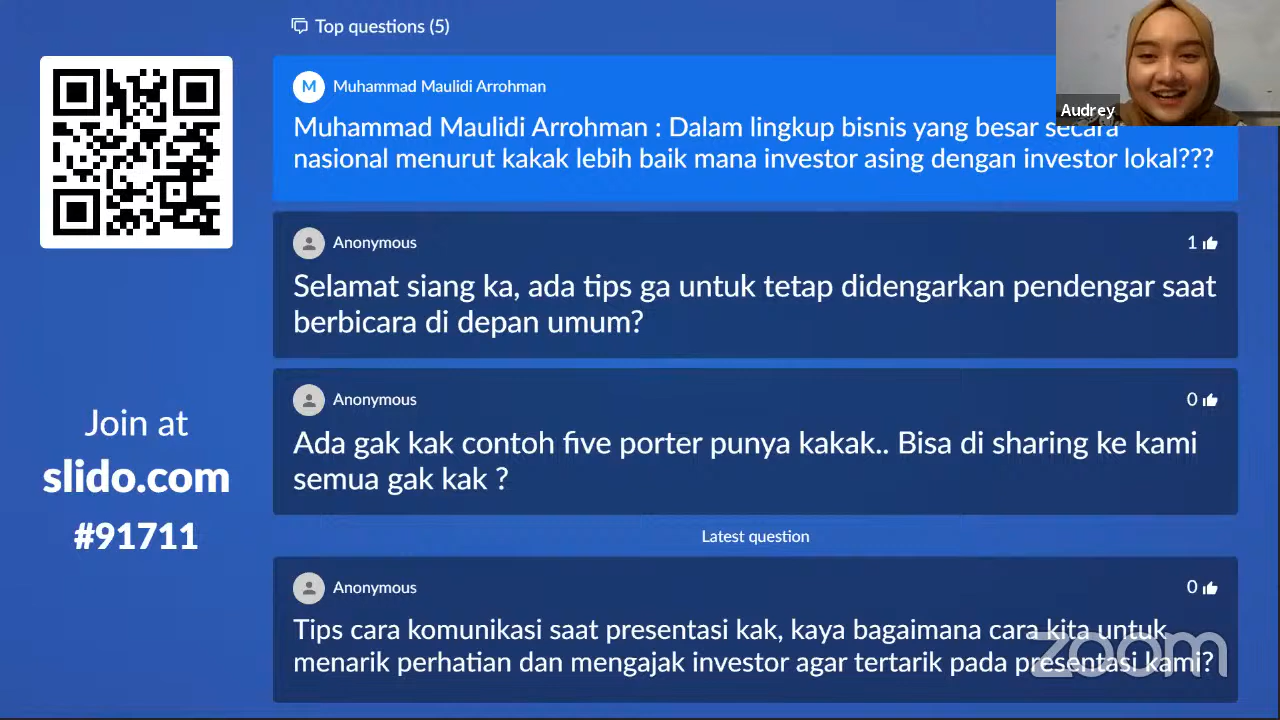 Top questions (5)
M
Muhammad Maulidi Arrohman
Audrey
Muhammad Maulidi Arrohman : Dalam lingkup bisnis yang besar secara
nasional menurut kakak lebih baik mana investor asing dengan investor lokal???
Anonymous
1
Selamat siang ka, ada tips ga untuk tetap didengarkan pendengar saat
berbicara di depan umum?
Anonymous
0
Ada gak kak contoh five porter punya kakak.. Bisa di sharing ke kami
semua gak kak ?
Join at
slido.com
#91711
Latest question
Anonymous
0
Tips cara komunikasi saat presentasi kak, kaya bagaimana cara kita untuk
menarik perhatian dan mengajak investor agar tertarik pada presentasi kami?
zoom